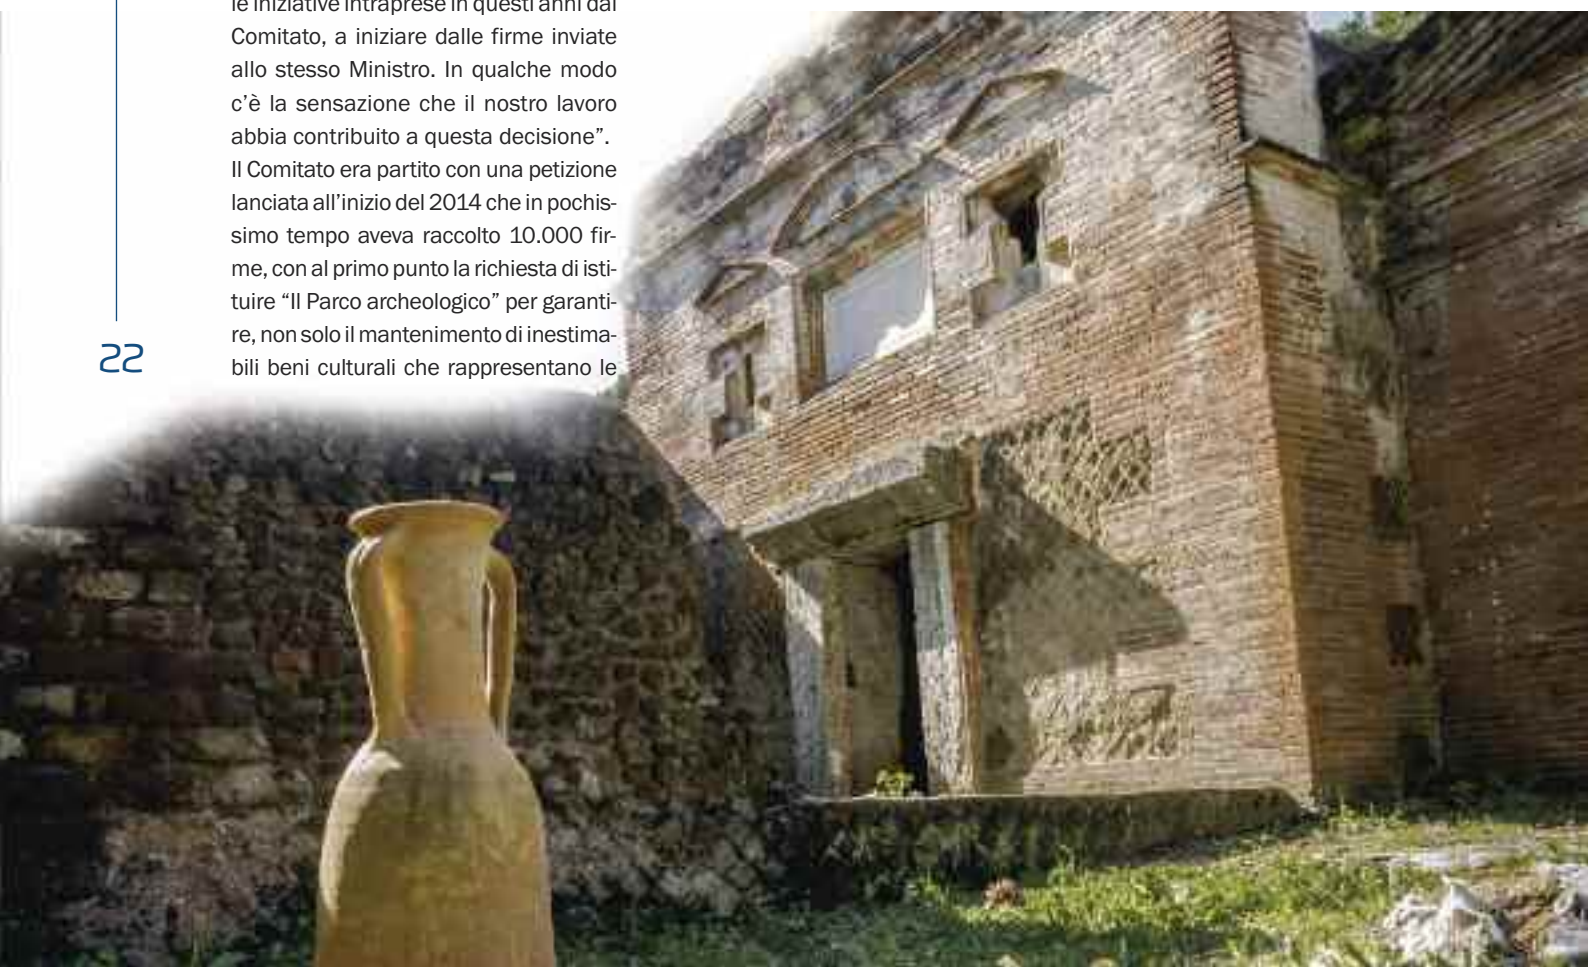 le iniziative intraprese in questi anni dal
Comitato, a iniziare dalle firme inviate
allo stesso Ministro. In qualche modo
c’è la sensazione che il nostro lavoro
abbia contribuito a questa decisione”.
Il Comitato era partito con una petizione
lanciata all’inizio del 2014 che in pochis-
simo tempo aveva raccolto 10.000 fir-
me, con al primo punto la richiesta di isti-
tuire “Il Parco archeologico” per garanti-
re, non solo il mantenimento di inestima-
bili beni culturali che rappresentano le
22